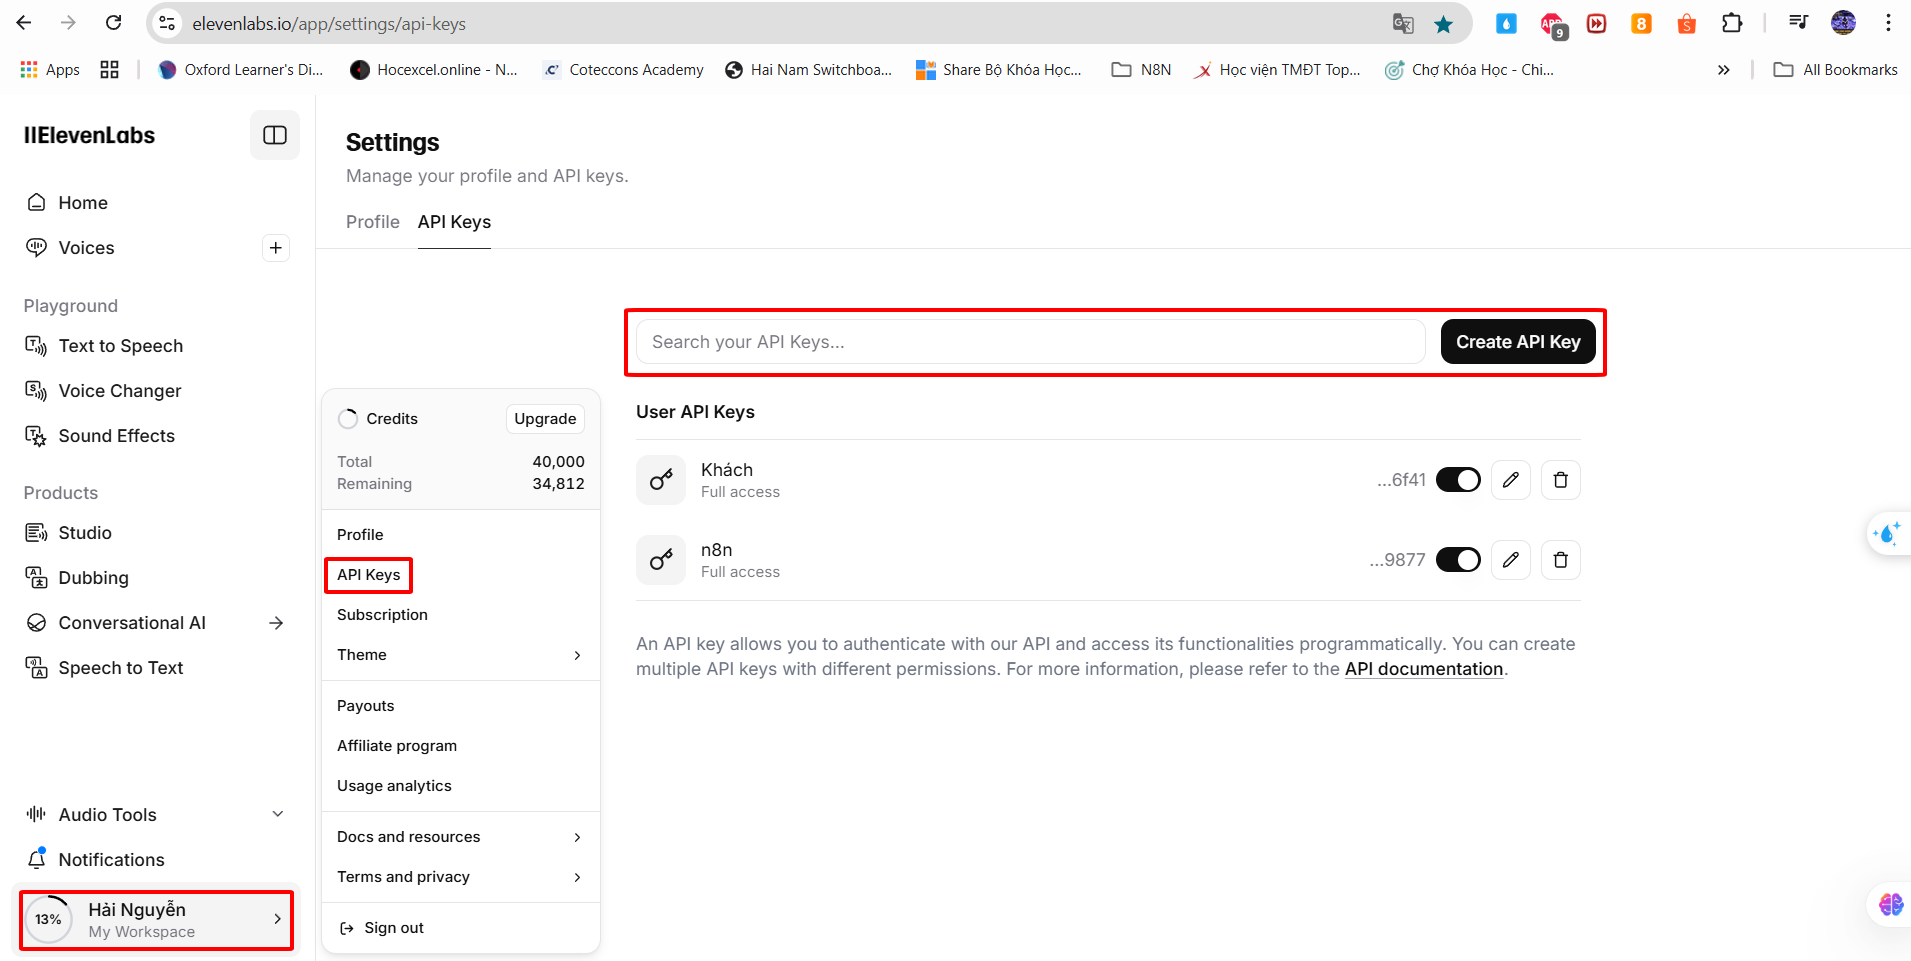 elevenlabs.io/app/settings/api-keys
9
8
Apps
Oxford Learner's Di...
Hocexcel.online - N...
Coteccons Academy
Hai Nam Switchboa...
Share Bộ Khóa Học...
N8N
Học viện TMĐT Top...
Chợ Khóa Học - Chi...
All Bookmarks
IIElevenLabs
Home
Voices
Playground
Text to Speech
Voice Changer
Sound Effects
Products
Studio
Dubbing
Conversational AI
Speech to Text
Audio Tools
Notifications
13%
Hải Nguyễn
My Workspace
Settings
Manage your profile and API keys.
Profile
API Keys
Credits
Upgrade
Total 40,000
Remaining 34,812
Profile
API Keys
Subscription
Theme
Payouts
Affiliate program
Usage analytics
Docs and resources
Terms and privacy
Sign out
Search your API Keys...
Create API Key
User API Keys
Khách
Full access
...6f41
n8n
Full access
...9877
An API key allows you to authenticate with our API and access its functionalities programmatically. You can create
multiple API keys with different permissions. For more information, please refer to the API documentation.